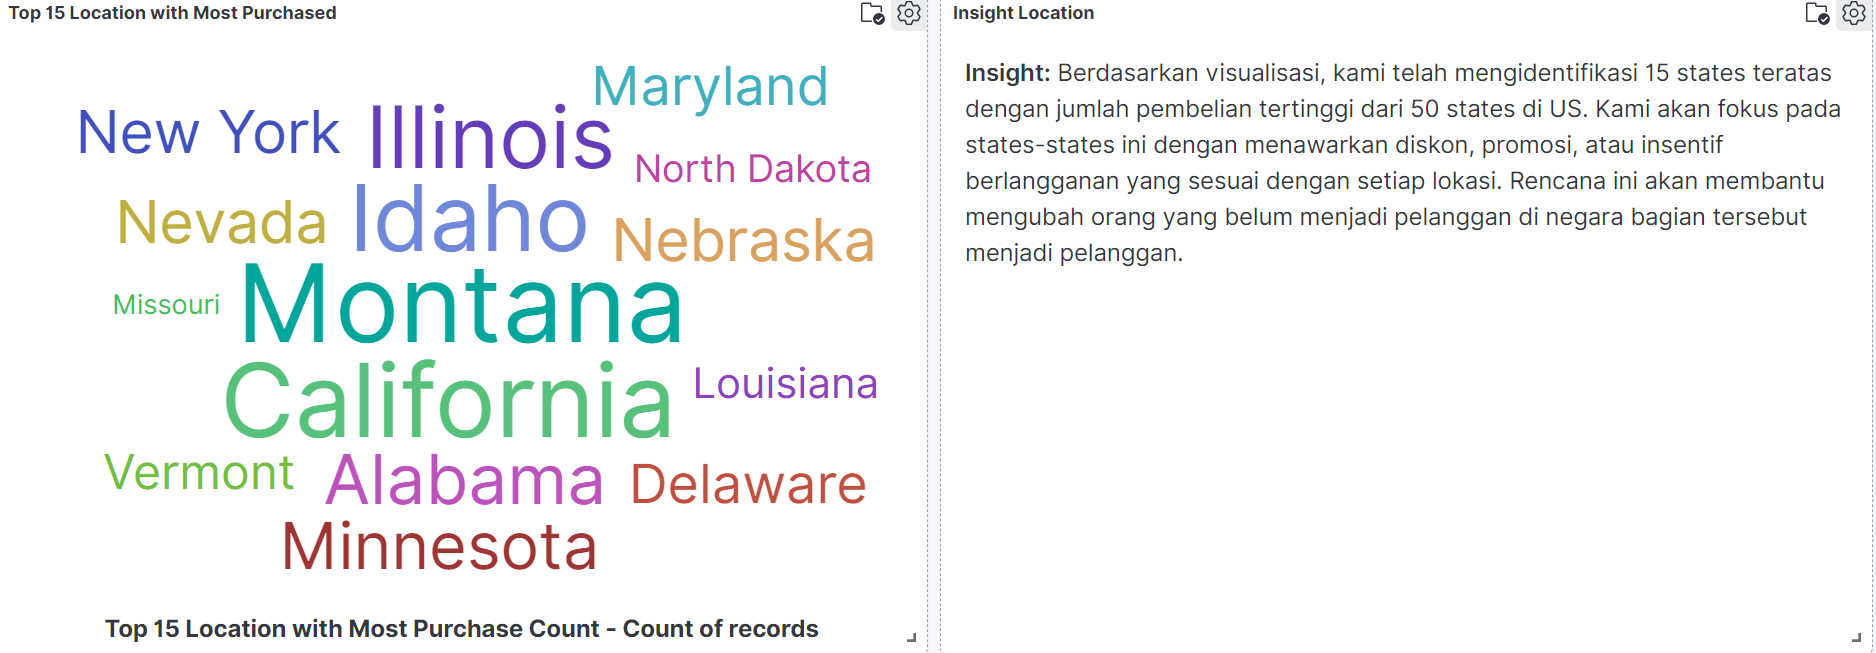 Top 15 Location with Most Purchased
Maryland
New York
Illinois
North Dakota
Nevada
Idaho
Nebraska
Missouri
Montana
California
Louisiana
Vermont
Alabama
Delaware
Minnesota
Top 15 Location with Most Purchase Count - Count of records
Insight Location
Insight: Berdasarkan visualisasi, kami telah mengidentifikasi 15 states teratas
dengan jumlah pembelian tertinggi dari 50 states di US. Kami akan fokus pada
states-states ini dengan menawarkan diskon, promosi, atau insentif
berlangganan yang sesuai dengan setiap lokasi. Rencana ini akan membantu
mengubah orang yang belum menjadi pelanggan di negara bagian tersebut
menjadi pelanggan.